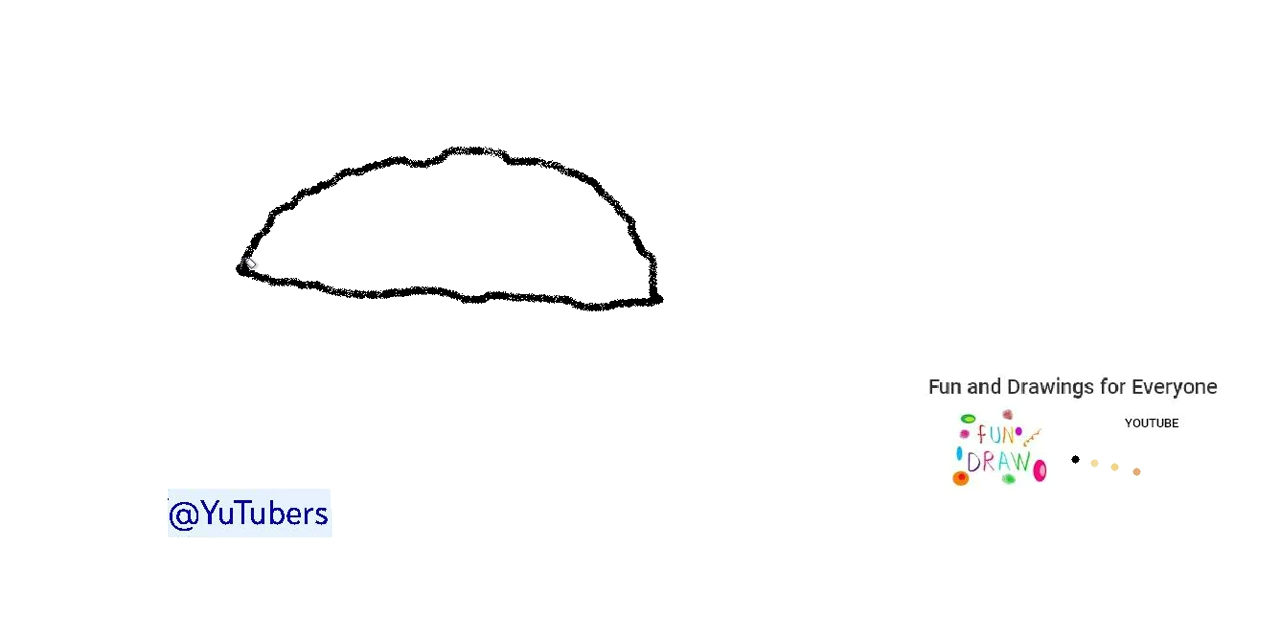 Fun and Drawings for Everyone
YOUTUBE
FUN
DRAW
@YuTubers